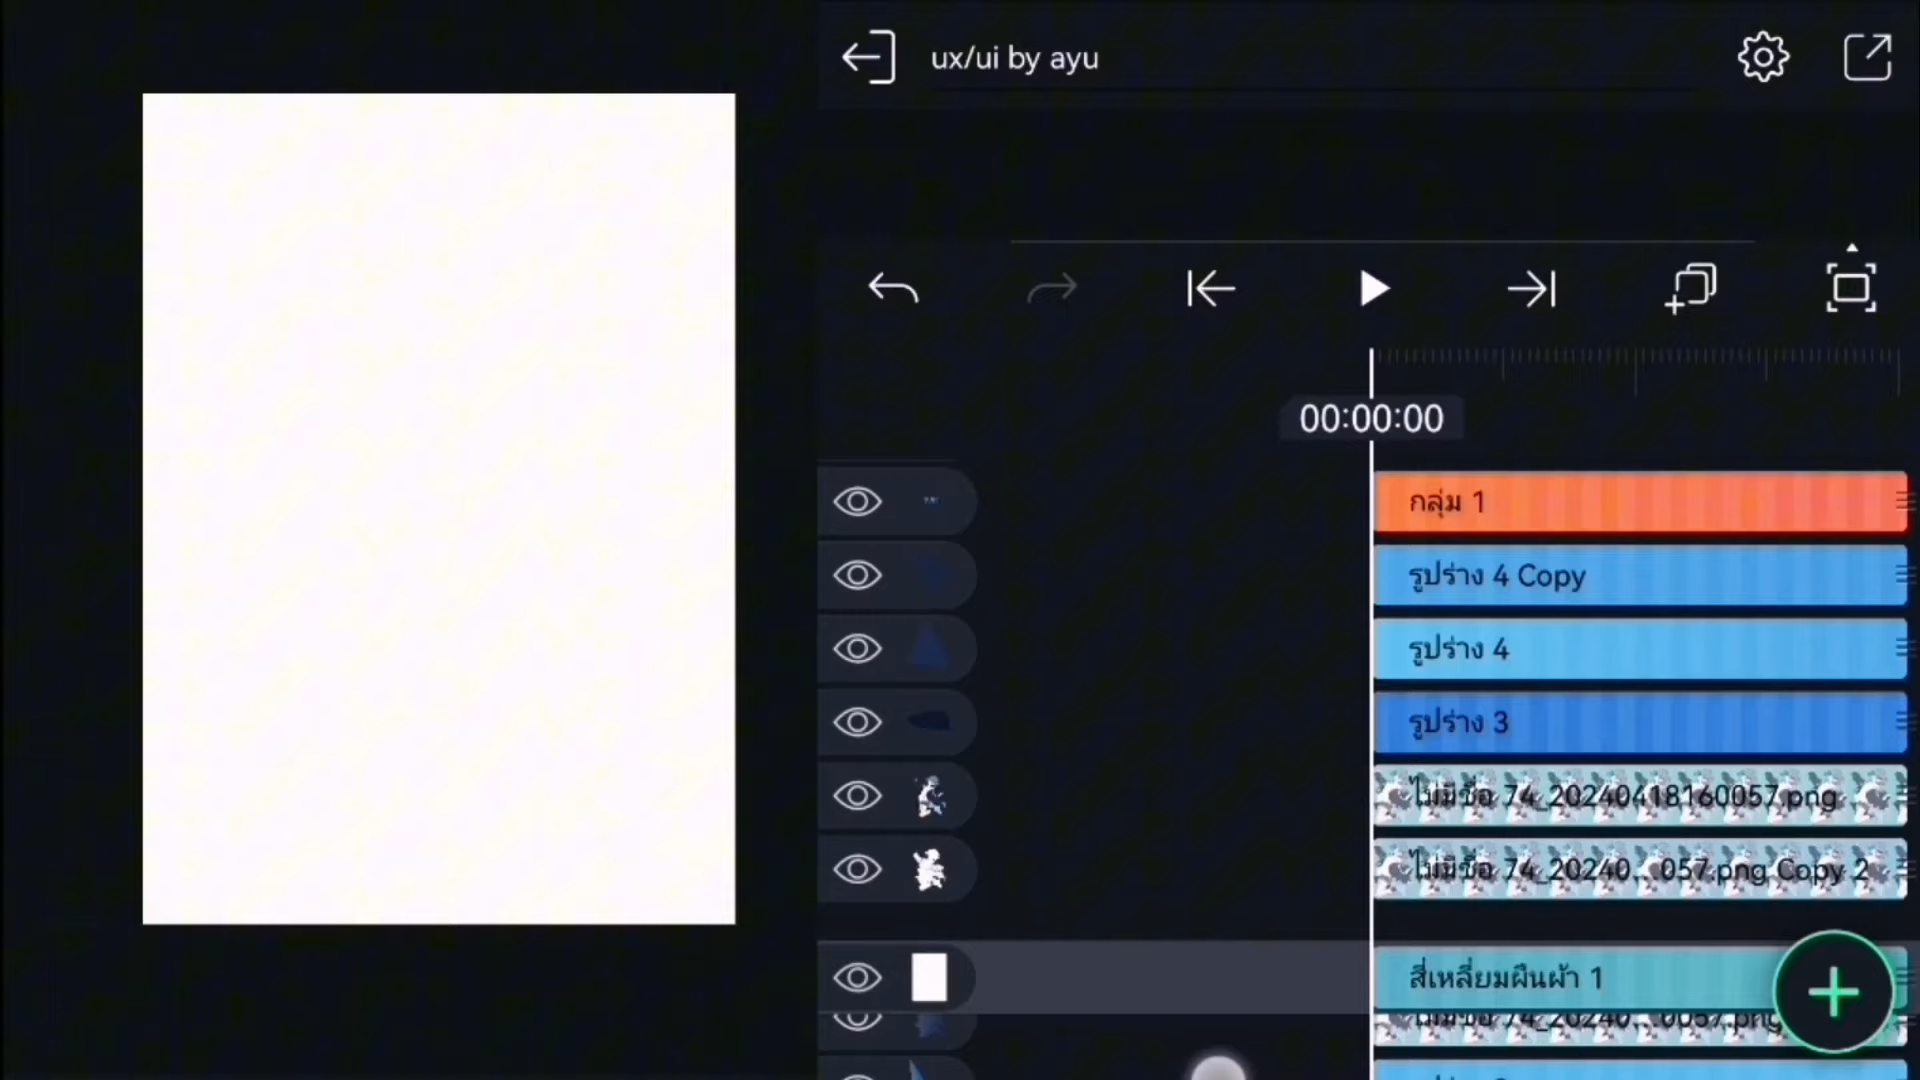 ux/ui by ayu
00:00:00
กลุ่ม 1
รูปร่าง 4 Copy
รูปร่าง 4
รูปร่าง 3
ไม่มีชื่อ 74_20240418160057.png
ไม่มีชื่อ 74_20240...057.png Copy 2
สี่เหลี่ยมผืนผ้า 1